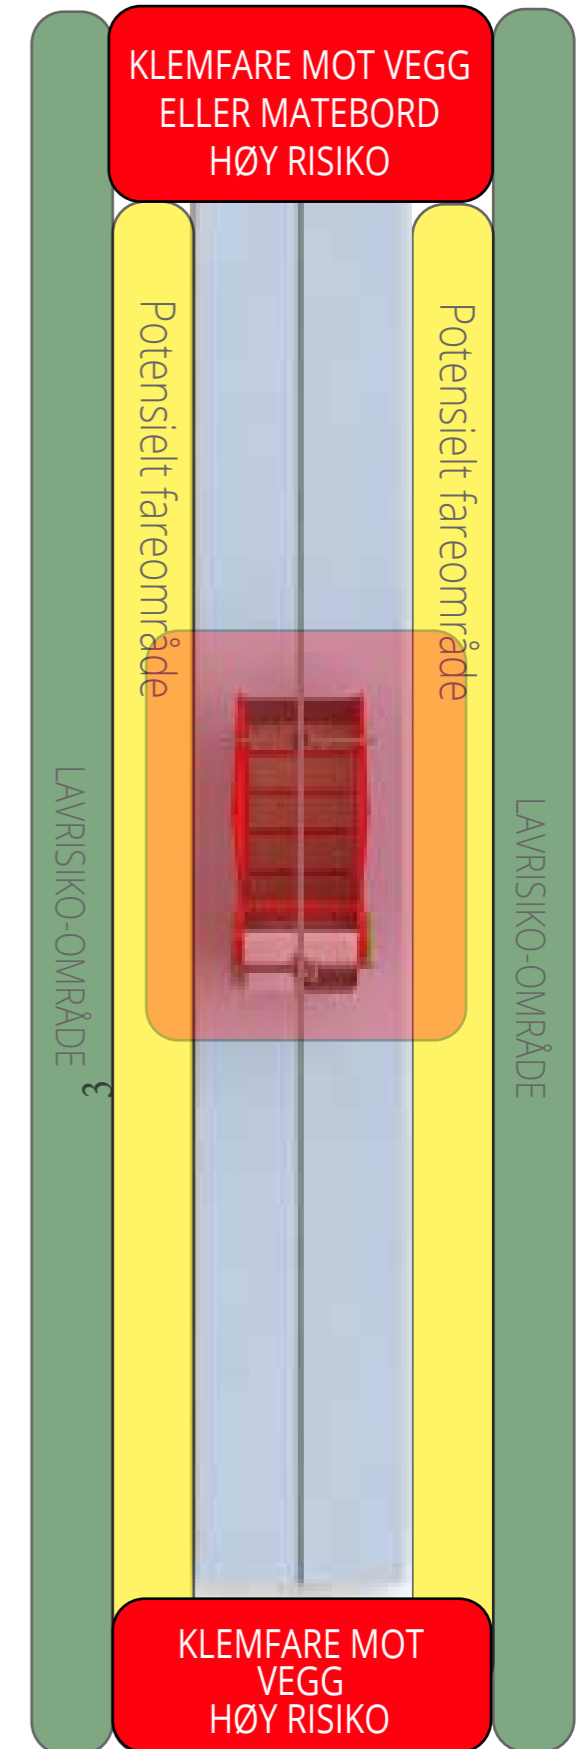 KLEMFARE MOT VEGG
ELLER MATEBORD
HØY RISIKO
Potensielt fareområde
Potensielt fareområde
LAVRISIKO-OMRÅDE
LAVRISIKO-OMRÅDE
3
KLEMFARE MOT
VEGG
HØY RISIKO